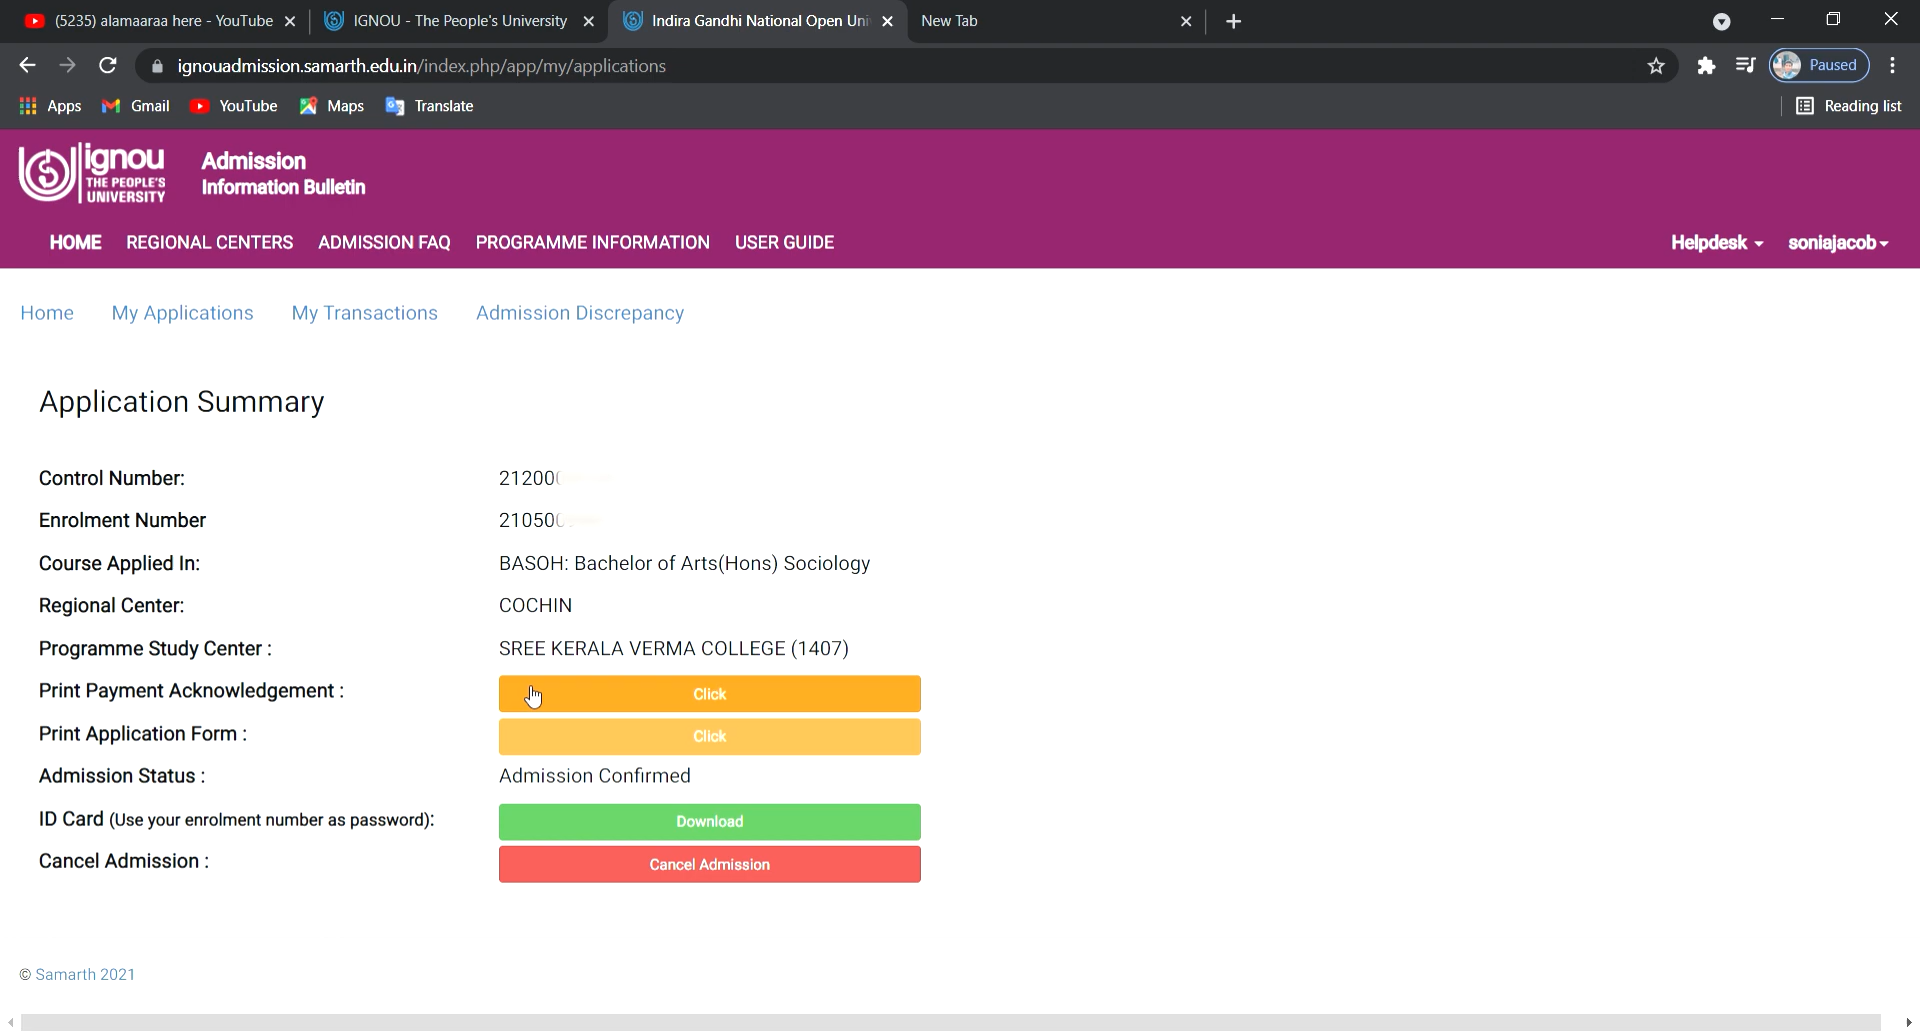 (5235) alamaaraa here - YouTube
IGNOU - The People's University
Indira Gandhi National Open Uni
New Tab
ignouadmission.samarth.edu.in/index.php/app/my/applications
Paused
Apps
Gmail
YouTube
Maps
Translate
Reading list
ignou
THE PEOPLE'S
UNIVERSITY
Admission
Information Bulletin
HOME
REGIONAL CENTERS
ADMISSION FAQ
PROGRAMME INFORMATION
USER GUIDE
Helpdesk
soniajacob
Home
My Applications
My Transactions
Admission Discrepancy
Application Summary
Control Number: 212000
Enrolment Number 210500
Course Applied In: BASOH: Bachelor of Arts(Hons) Sociology
Regional Center: COCHIN
Programme Study Center : SREE KERALA VERMA COLLEGE (1407)
Print Payment Acknowledgement : Click
Print Application Form : Click
Admission Status : Admission Confirmed
ID Card (Use your enrolment number as password): Download
Cancel Admission : Cancel Admission
© Samarth 2021